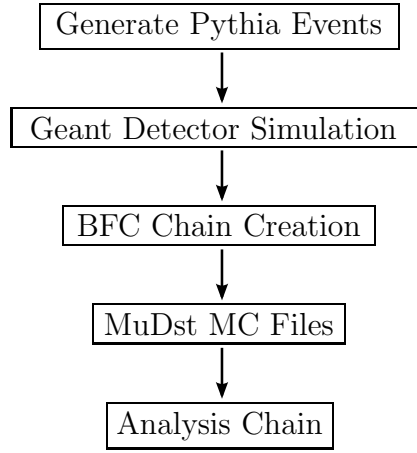 Generate Pythia Events
Geant Detector Simulation
BFC Chain Creation
MuDst MC Files
Analysis Chain